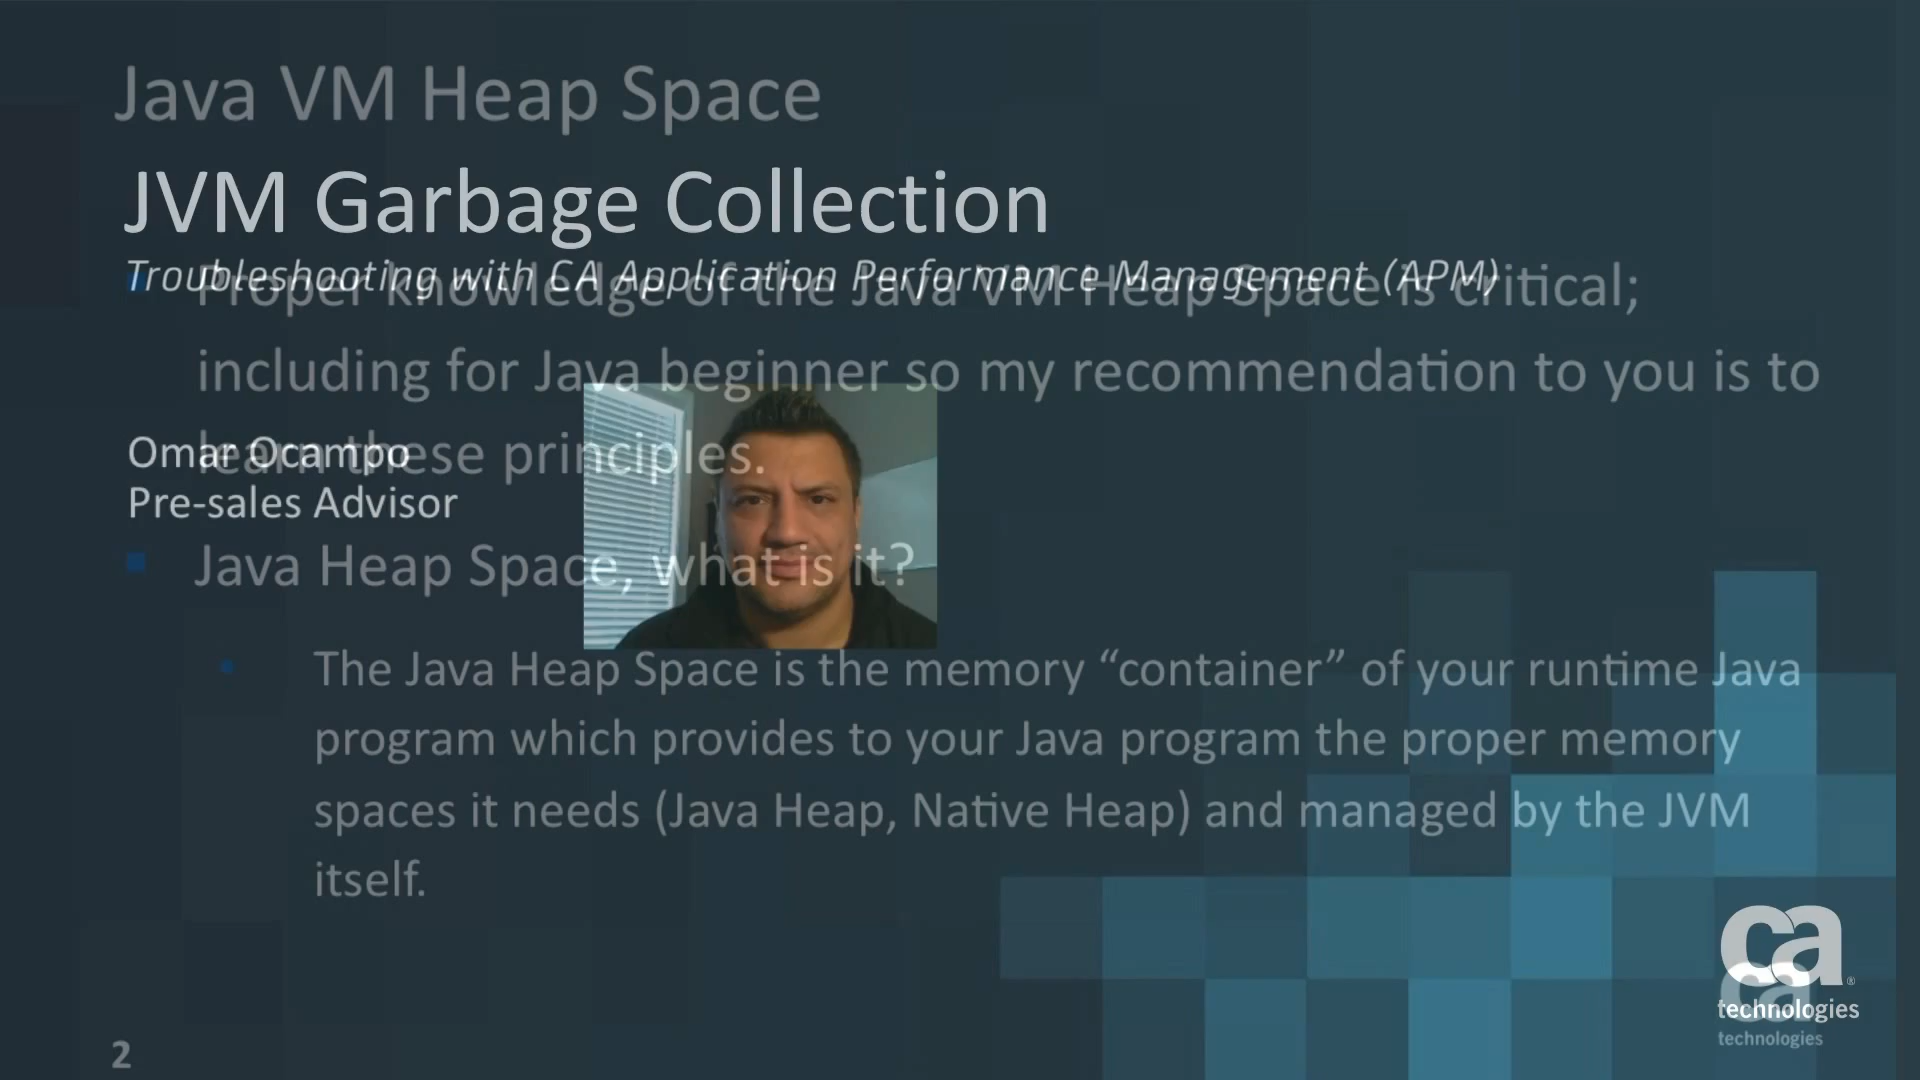 Java VM Heap Space
JVM Garbage Collection
Troubleshooting with CA Application Performance Management (APM)
Proper knowledge of the Java VM Heap Space is critical;
including for Java beginner so my recommendation to you is to
learn these principles.
Omar Ocampo
Pre-sales Advisor
Java Heap Space, what is it?
The Java Heap Space is the memory “container” of your runtime Java
program which provides to your Java program the proper memory
spaces it needs (Java Heap, Native Heap) and managed by the JVM
itself.
ca
technologies
ca
technologies
2